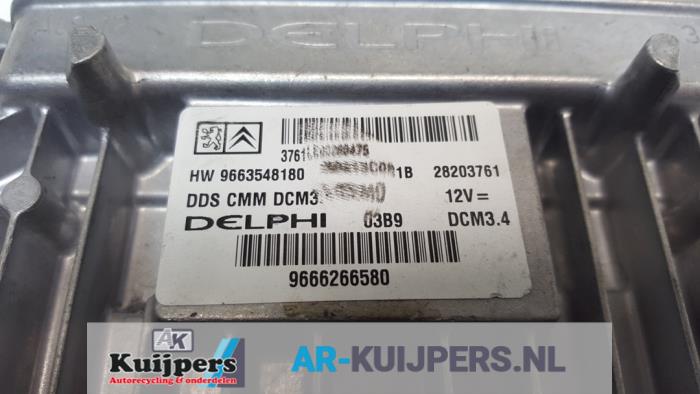 DELPHI
HW 9663548180 1B 28203761
DDS CMM DCM3. 12V=
DELPHI 03B9 DCM3.4
9666266580
AK
Kuijpers
Autorecycling & onderdelen
AR-KUIJPERS.NL